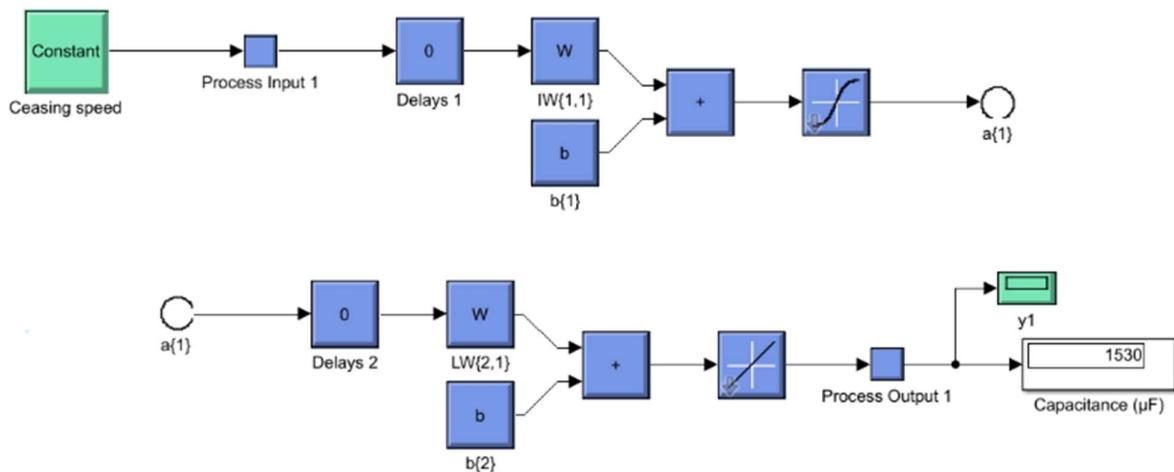 Constant
Ceasing speed
Process Input 1
0
Delays 1
W
IW{1,1}
b
b{1}
+
a{1}
a{1}
0
Delays 2
W
LW{2,1}
b
b{2}
+
Process Output 1
y1
1530
Capacitance (µF)